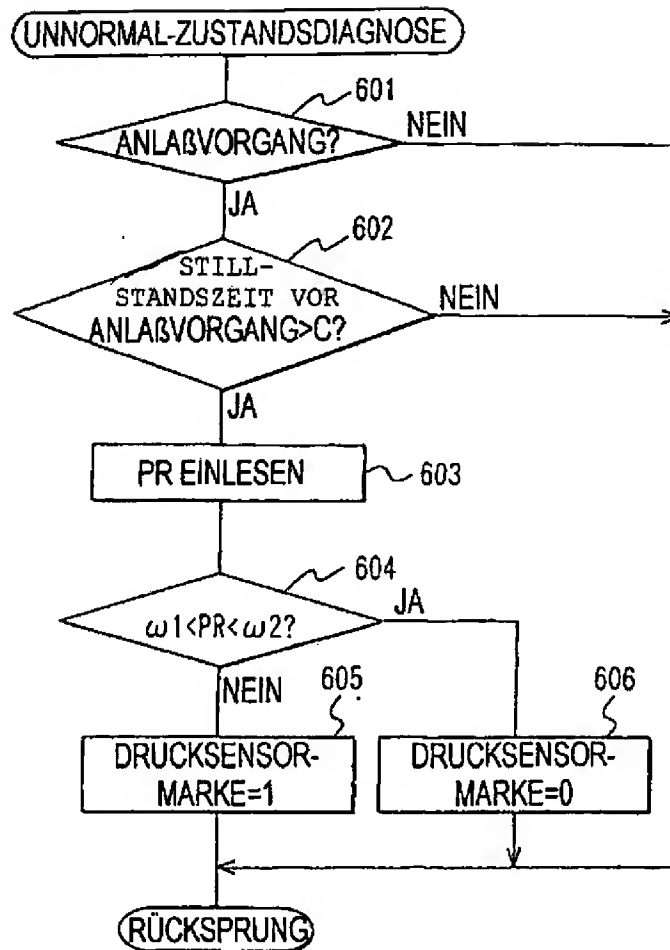 UNNORMAL-ZUSTANDSDIAGNOSE
601
ANLAßVORGANG?
NEIN
JA
602
STILL-
STANDSZEIT VOR
ANLAßVORGANG>C?
NEIN
JA
PR EINLESEN
603
604
ω1<PR<ω2?
JA
NEIN
605
606
DRUCKSENSOR-
MARKE=1
DRUCKSENSOR-
MARKE=0
RÜCKSPRUNG